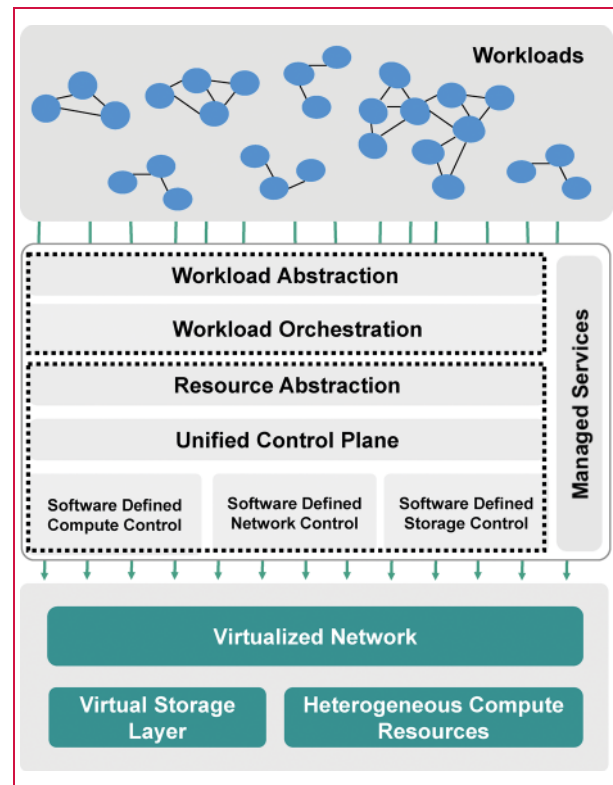 Workloads
Workload Abstraction
Workload Orchestration
Resource Abstraction
Unified Control Plane
Software Defined
Compute Control
Software Defined
Network Control
Software Defined
Storage Control
Managed Services
Virtualized Network
Virtual Storage
Layer
Heterogeneous Compute
Resources